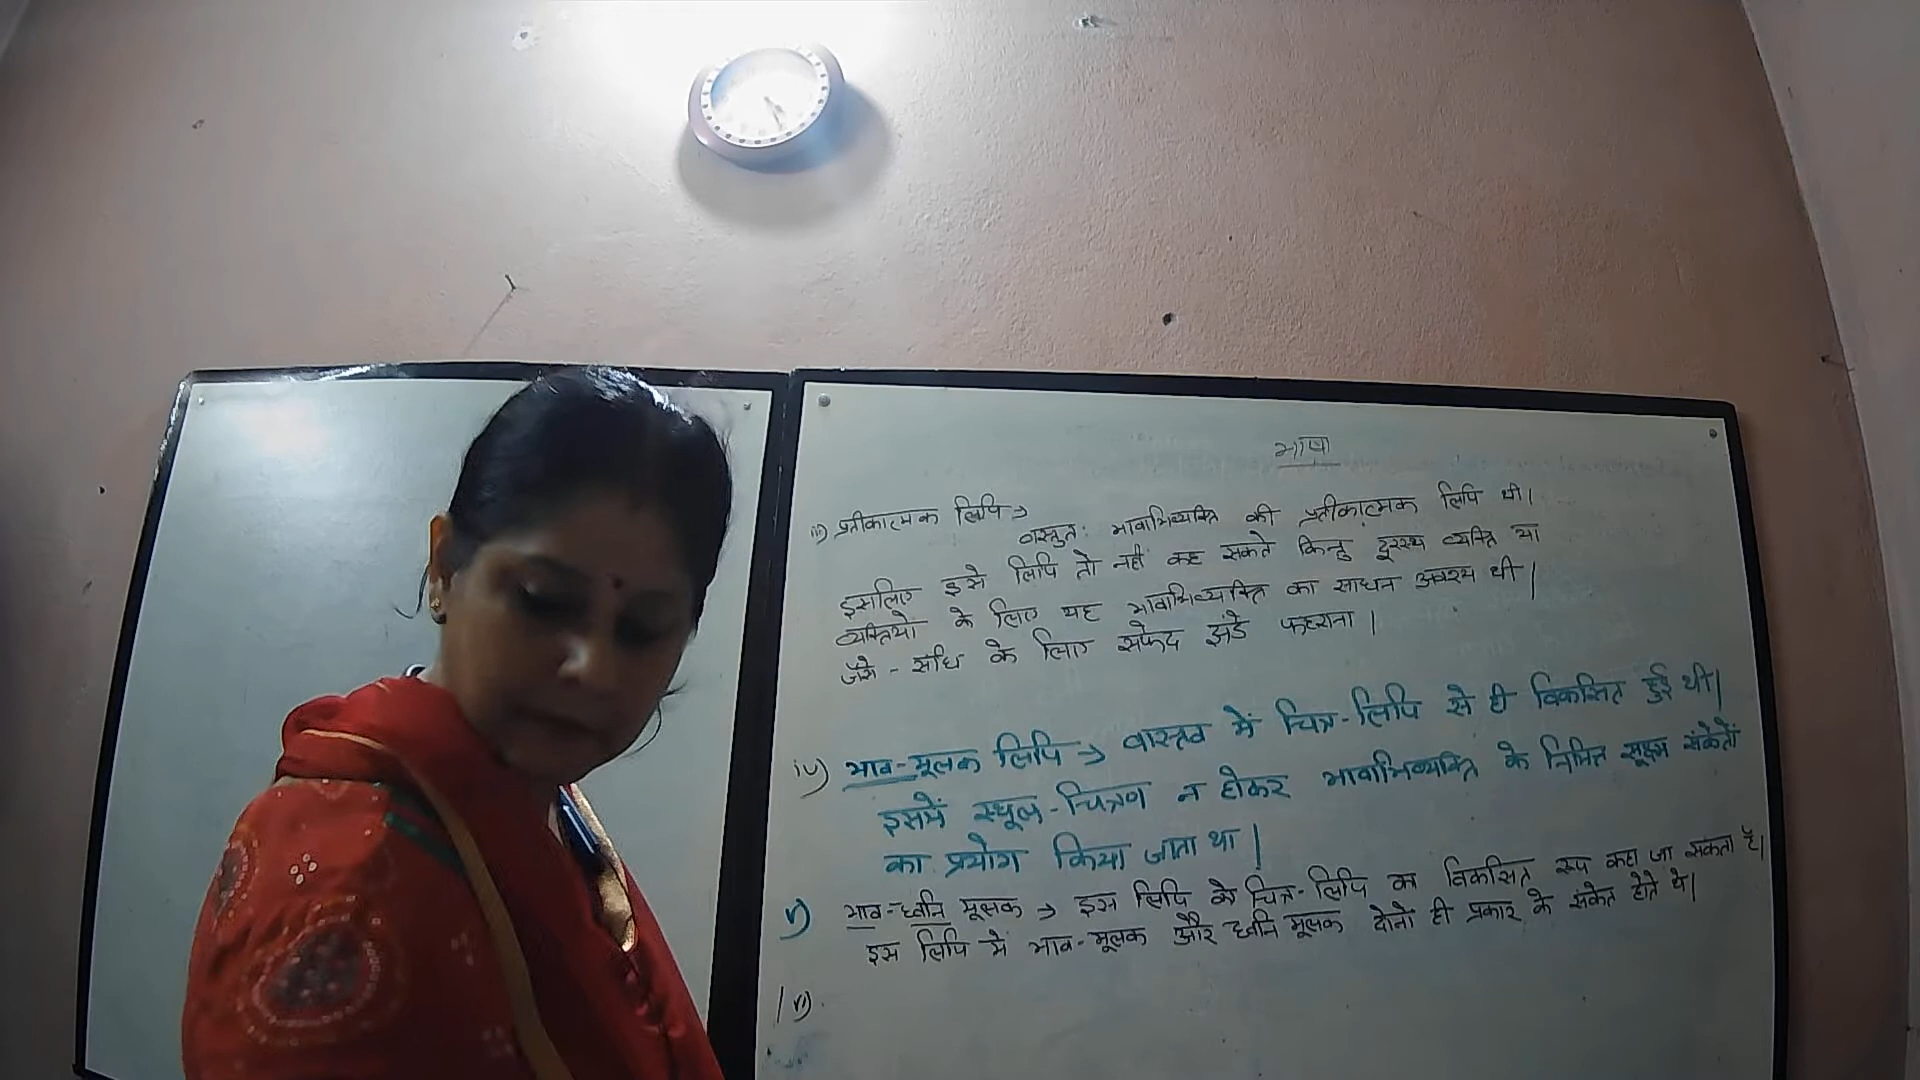 भाषा
iii) प्रतीकात्मक लिपि →
वस्तुतः भावाभिव्यक्ति की प्रतीकात्मक लिपि थी।
इसलिए इसे लिपि तो नहीं कह सकते किन्तु दूरस्थ व्यक्ति या
व्यक्तियो के लिए यह भावाभिव्यक्ति का साधन अवश्य थी।
जैसे - संधि के लिए सफेद झंडे फहराना।
iv) भाव-मूलक लिपि → वास्तव में चित्र-लिपि से ही विकसित हुई थी।
इसमें स्थूल-चित्रण न होकर भावाभिव्यक्ति के निमित्त सूक्ष्म संकेतों
का प्रयोग किया जाता था।
v) भाव-ध्वनि मूलक → इस लिपि को चित्र-लिपि का विकसित रूप कहा जा सकता है।
इस लिपि में भाव-मूलक और ध्वनि मूलक दोनो ही प्रकार के संकेत होते थे।